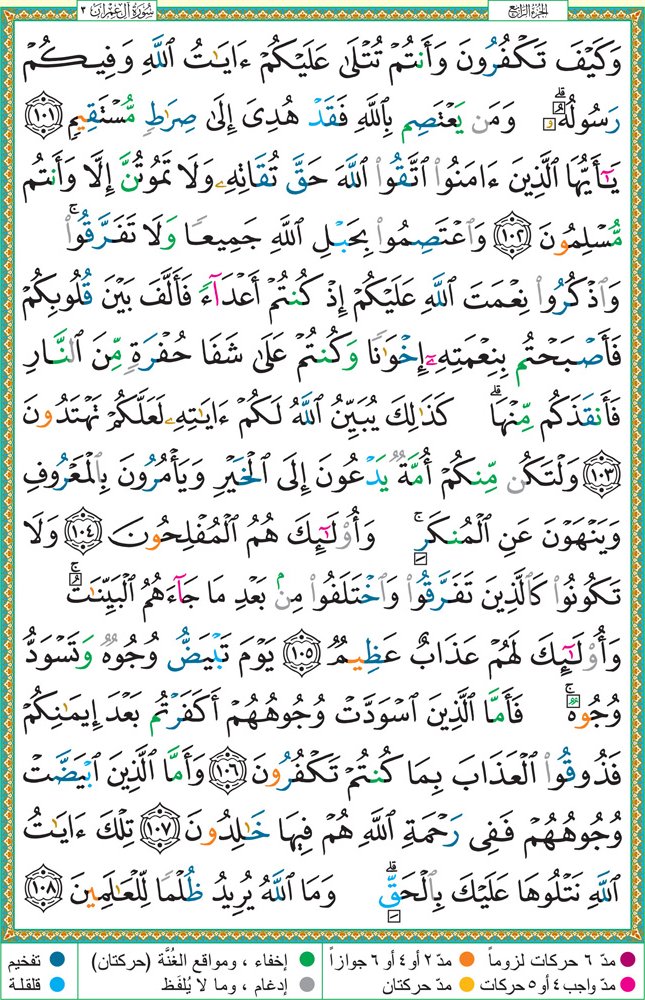 الجزء الرابع
سورة آل عمران ٣
وَكَيْفَ تَكْفُرُونَ وَأَنتُمْ تُتْلَىٰ عَلَيْكُمْ ءَايَـٰتُ ٱللَّهِ وَفِيكُمْ
رَسُولُهُۥ ۗ وَمَن يَعْتَصِم بِٱللَّهِ فَقَدْ هُدِىَ إِلَىٰ صِرَٰطٍ مُّسْتَقِيمٍ ١٠١
يَـٰٓأَيُّهَا ٱلَّذِينَ ءَامَنُوا۟ ٱتَّقُوا۟ ٱللَّهَ حَقَّ تُقَاتِهِۦ وَلَا تَمُوتُنَّ إِلَّا وَأَنتُم
مُّسْلِمُونَ ١٠٢ وَٱعْتَصِمُوا۟ بِحَبْلِ ٱللَّهِ جَمِيعًا وَلَا تَفَرَّقُوا۟ ۚ
وَٱذْكُرُوا۟ نِعْمَتَ ٱللَّهِ عَلَيْكُمْ إِذْ كُنتُمْ أَعْدَآءً فَأَلَّفَ بَيْنَ قُلُوبِكُمْ
فَأَصْبَحْتُم بِنِعْمَتِهِۦٓ إِخْوَٰنًا وَكُنتُمْ عَلَىٰ شَفَا حُفْرَةٍ مِّنَ ٱلنَّارِ
فَأَنقَذَكُم مِّنْهَا ۗ كَذَٰلِكَ يُبَيِّنُ ٱللَّهُ لَكُمْ ءَايَـٰتِهِۦ لَعَلَّكُمْ تَهْتَدُونَ
١٠٣ وَلْتَكُن مِّنكُمْ أُمَّةٌ يَدْعُونَ إِلَى ٱلْخَيْرِ وَيَأْمُرُونَ بِٱلْمَعْرُوفِ
وَيَنْهَوْنَ عَنِ ٱلْمُنكَرِ ۚ وَأُو۟لَـٰٓئِكَ هُمُ ٱلْمُفْلِحُونَ ١٠٤ وَلَا
تَكُونُوا۟ كَٱلَّذِينَ تَفَرَّقُوا۟ وَٱخْتَلَفُوا۟ مِنۢ بَعْدِ مَا جَآءَهُمُ ٱلْبَيِّنَـٰتُ ۚ
وَأُو۟لَـٰٓئِكَ لَهُمْ عَذَابٌ عَظِيمٌ ١٠٥ يَوْمَ تَبْيَضُّ وُجُوهٌ وَتَسْوَدُّ
وُجُوهٌ ۚ فَأَمَّا ٱلَّذِينَ ٱسْوَدَّتْ وُجُوهُهُمْ أَكَفَرْتُم بَعْدَ إِيمَـٰنِكُمْ
فَذُوقُوا۟ ٱلْعَذَابَ بِمَا كُنتُمْ تَكْفُرُونَ ١٠٦ وَأَمَّا ٱلَّذِينَ ٱبْيَضَّتْ
وُجُوهُهُمْ فَفِى رَحْمَةِ ٱللَّهِ هُمْ فِيهَا خَـٰلِدُونَ ١٠٧ تِلْكَ ءَايَـٰتُ
ٱللَّهِ نَتْلُوهَا عَلَيْكَ بِٱلْحَقِّ ۗ وَمَا ٱللَّهُ يُرِيدُ ظُلْمًا لِّلْعَـٰلَمِينَ ١٠٨
مدّ ٦ حركات لزوماً مدّ ٢ أو ٤ أو ٦ جوازاً إخفاء ، ومواقع الغُنَّة (حركتان) تفخيم
مدّ واجب ٤ أو ٥ حركات مدّ حركتان إدغام ، وما لا يُلفَظ قلقلة